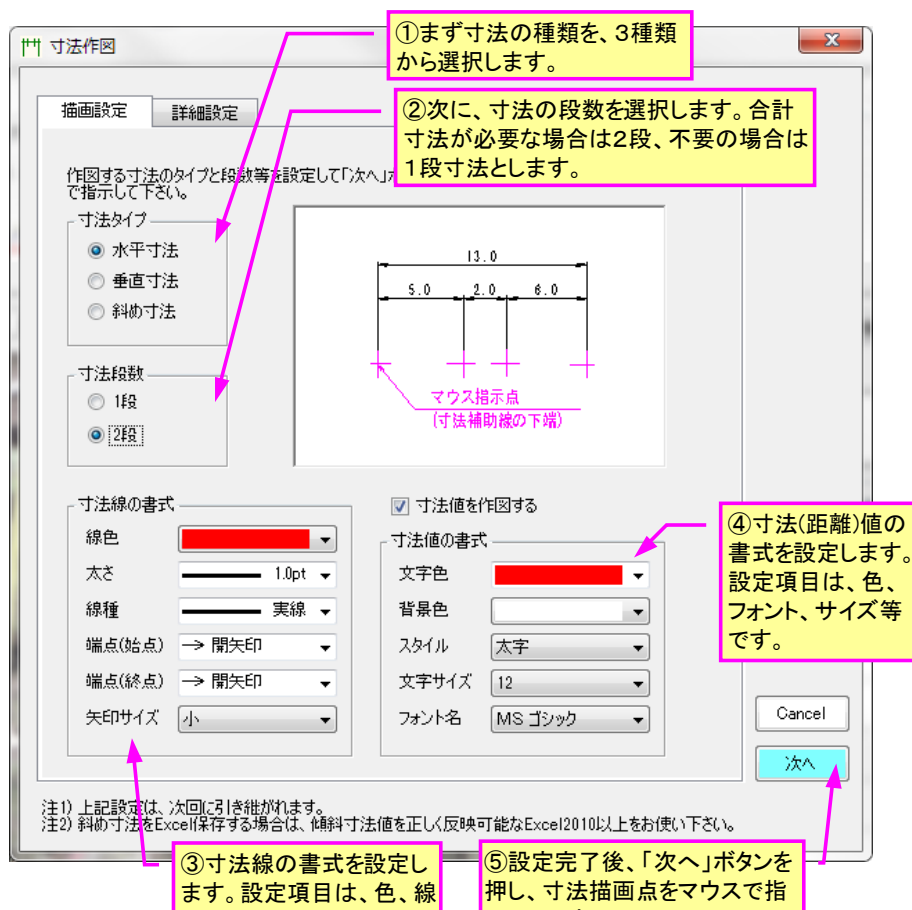 寸法作図
①まず寸法の種類を、3種類
から選択します。
描画設定
詳細設定
②次に、寸法の段数を選択します。合計
寸法が必要な場合は2段、不要の場合は
1段寸法とします。
作図する寸法のタイプと段数等を設定して「次へ」
で指示して下さい。
寸法タイプ
水平寸法
垂直寸法
斜め寸法
13.0
5.0 2.0 6.0
マウス指示点
(寸法補助線の下端)
寸法段数
1段
2段
寸法線の書式
線色
太さ 1.0pt
線種 実線
端点(始点) 開矢印
端点(終点) 開矢印
矢印サイズ 小
寸法値を作図する
寸法値の書式
文字色
背景色
スタイル 太字
文字サイズ 12
フォント名 MS ゴシック
④寸法(距離)値の
書式を設定します。
設定項目は、色、
フォント、サイズ等
です。
Cancel
次へ
注1) 上記設定は、次回に引き継がれます。
注2) 斜め寸法をExcel保存する場合は、傾斜寸法値を正しく反映可能なExcel2010以上をお使い下さい。
③寸法線の書式を設定し
ます。設定項目は、色、線
⑤設定完了後、「次へ」ボタンを
押し、寸法描画点をマウスで指